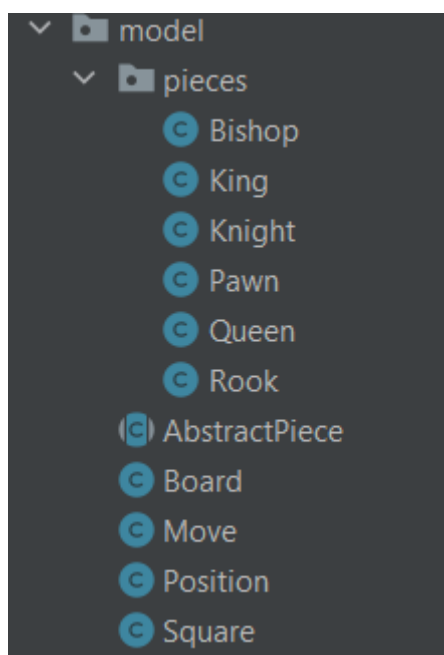 model
pieces
C Bishop
C King
C Knight
C Pawn
C Queen
C Rook
C AbstractPiece
C Board
C Move
C Position
C Square